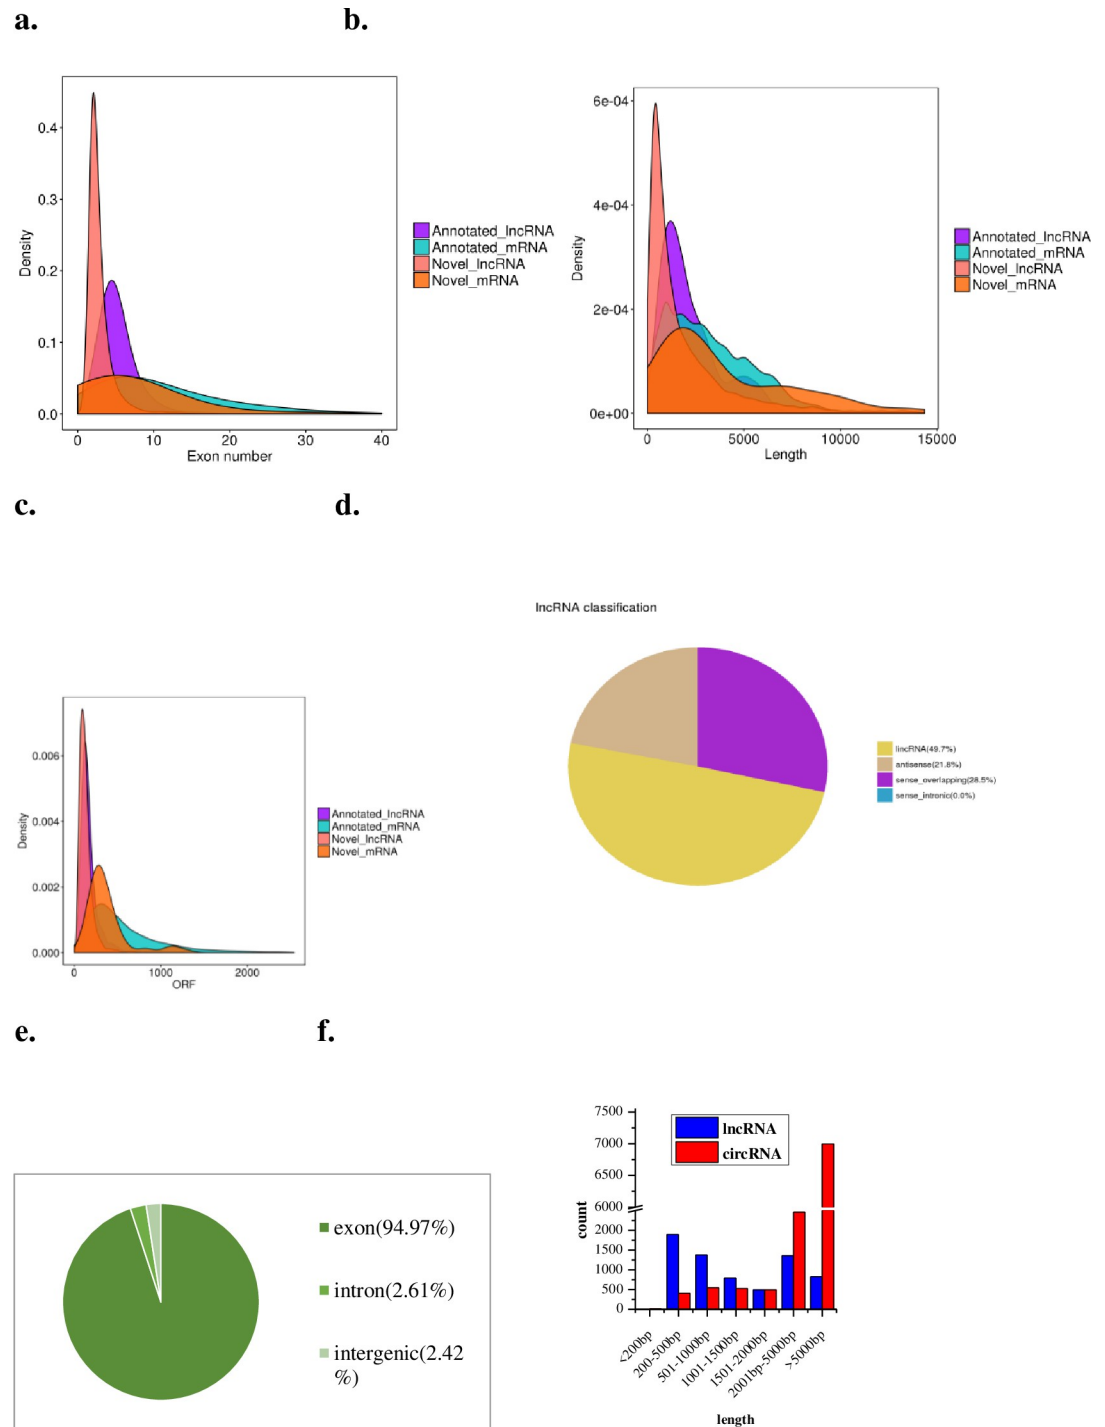 a.
b.
0.4
0.3
0.2
0.1
0.0
Density
0
10
20
30
40
Exon number
Annotated_lncRNA
Annotated_mRNA
Novel_lncRNA
Novel_mRNA
6e-04
4e-04
2e-04
0e+00
Density
0
5000
10000
15000
Length
Annotated_lncRNA
Annotated_mRNA
Novel_lncRNA
Novel_mRNA
c.
d.
0.006
0.004
0.002
0.000
Density
0
1000
2000
ORF
Annotated_lncRNA
Annotated_mRNA
Novel_lncRNA
Novel_mRNA
lncRNA classification
lincRNA(49.7%)
antisense(21.8%)
sense_overlapping(28.5%)
sense_intronic(0.0%)
e.
f.
exon(94.97%)
intron(2.61%)
intergenic(2.42
%)
7500
7000
6500
6000
2000
1500
1000
500
0
count
lncRNA
circRNA
<200bp
200-500bp
501-1000bp
1001-1500bp
1501-2000bp
2001bp-5000bp
>5000bp
length